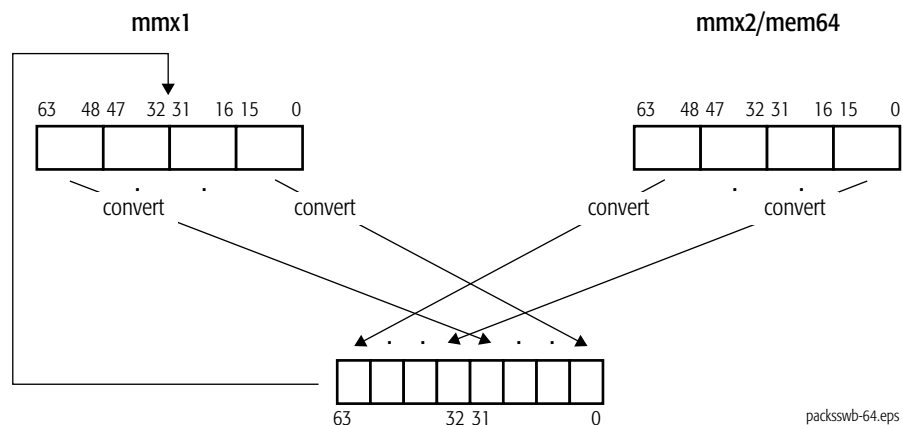 mmx1 mmx2/mem64
63 48 47 32 31 16 15 0 63 48 47 32 31 16 15 0
convert convert convert convert
63 32 31 0
packsswb-64.eps